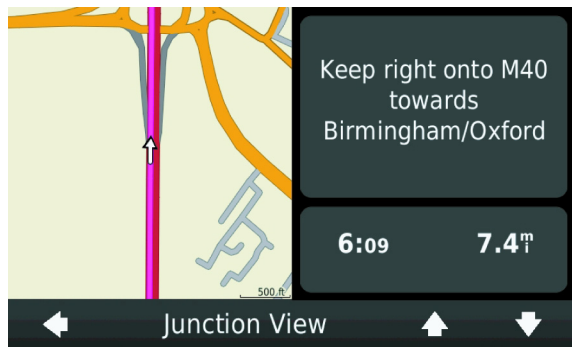 Keep right onto M40
towards
Birmingham/Oxford
6:09 7.4mi
500 ft
Junction View